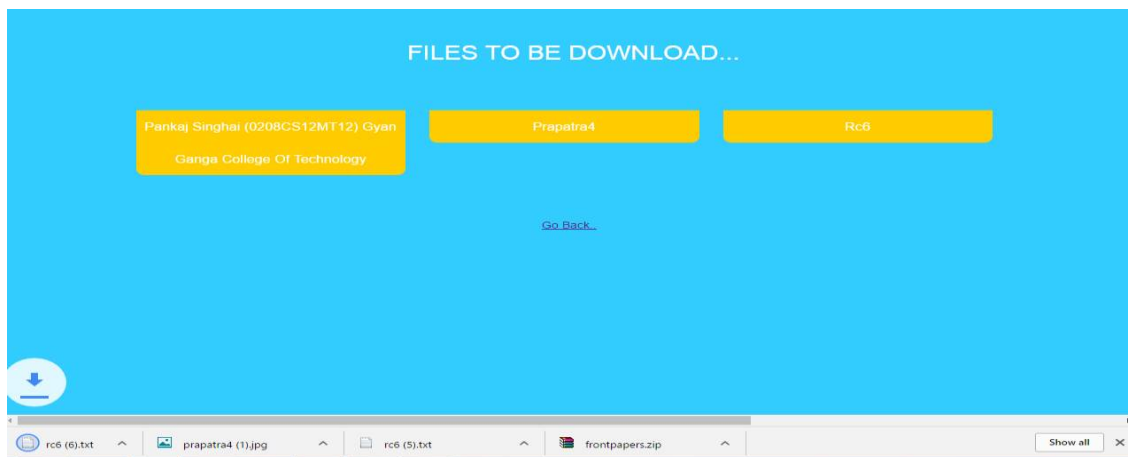 FILES TO BE DOWNLOAD...
Pankaj Singhai (0208CS12MT12) Gyan
Ganga College Of Technology
Prapatra4
Rc6
Go Back..
rc6 (6).txt
prapatra4 (1).jpg
rc6 (5).txt
frontpapers.zip
Show all